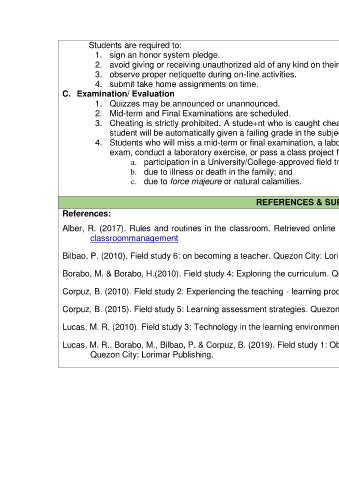 Students are required to:
1. sign an honor system pledge.
2. avoid giving or receiving unauthorized aid of any kind on their
3. observe proper netiquette during on-line activities.
4. submit take home assignments on time.
C. Examination/ Evaluation
1. Quizzes may be announced or unannounced.
2. Mid-term and Final Examinations are scheduled.
3. Cheating is strictly prohibited. A stude+nt who is caught chea
student will be automatically given a failing grade in the subje
4. Students who will miss a mid-term or final examination, a labo
exam, conduct a laboratory exercise, or pass a class project f
a. participation in a University/College-approved field tr
b. due to illness or death in the family; and
c. due to force majeure or natural calamities.
REFERENCES & SUP
References:
Alber, R. (2017). Rules and routines in the classroom. Retrieved online
classroommanagement
Bilbao, P. (2010). Field study 6: on becoming a teacher. Quezon City: Lori
Borabo, M. & Borabo, H.(2010). Field study 4: Exploring the curriculum. Q
Corpuz, B. (2010). Field study 2: Experiencing the teaching - learning proc
Corpuz, B. (2015). Field study 5: Learning assessment strategies. Quezon
Lucas, M. R. (2010). Field study 3: Technology in the learning environmen
Lucas, M. R., Borabo, M., Bilbao, P. & Corpuz, B. (2019). Field study 1: Ob
Quezon City: Lorimar Publishing.